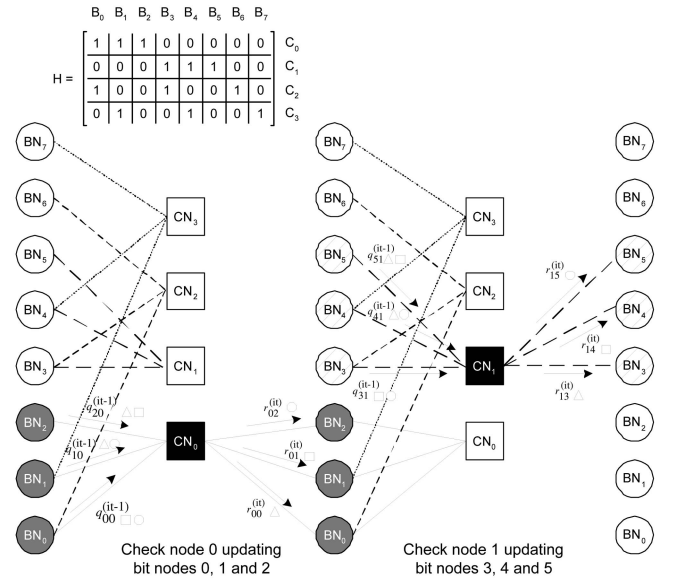 B₀ B₁ B₂ B₃ B₄ B₅ B₆ B₇
H =
1 1 1 0 0 0 0 0 C₀
0 0 0 1 1 1 0 0 C₁
1 0 0 1 0 0 1 0 C₂
0 1 0 0 1 0 0 1 C₃
BN₇
BN₆
BN₅
BN₄
BN₃
BN₂
BN₁
BN₀
CN₃
CN₂
CN₁
CN₀
q₂₀^(it-1) △□
q₁₀^(it-1) △○
q₀₀^(it-1) □○
r₀₂^(it) ○
r₀₁^(it) □
r₀₀^(it) △
Check node 0 updating
bit nodes 0, 1 and 2
BN₇
BN₆
BN₅
BN₄
BN₃
BN₂
BN₁
BN₀
CN₃
CN₂
CN₁
CN₀
q₅₁^(it-1) △□
q₄₁^(it-1) △○
q₃₁^(it-1) □○
r₁₅^(it) ○
r₁₄^(it) □
r₁₃^(it) △
Check node 1 updating
bit nodes 3, 4 and 5
BN₇
BN₆
BN₅
BN₄
BN₃
BN₂
BN₁
BN₀